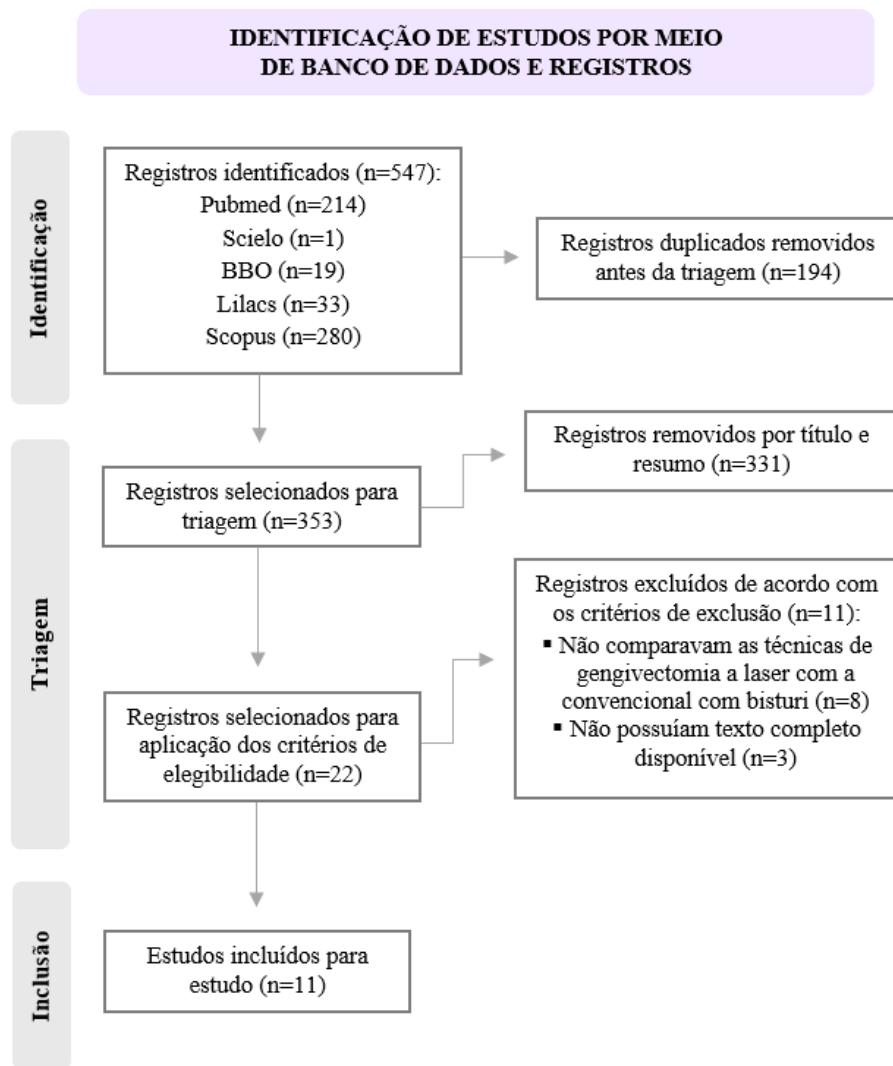 IDENTIFICAÇÃO DE ESTUDOS POR MEIO
DE BANCO DE DADOS E REGISTROS
Identificação
Registros identificados (n=547):
Pubmed (n=214)
Scielo (n=1)
BBO (n=19)
Lilacs (n=33)
Scopus (n=280)
Registros duplicados removidos
antes da triagem (n=194)
Triagem
Registros selecionados para
triagem (n=353)
Registros removidos por título e
resumo (n=331)
Registros selecionados para
aplicação dos critérios de
elegibilidade (n=22)
Registros excluídos de acordo com
os critérios de exclusão (n=11):
▪ Não comparavam as técnicas de
gengivectomia a laser com a
convencional com bisturi (n=8)
▪ Não possuíam texto completo
disponível (n=3)
Inclusão
Estudos incluídos para
estudo (n=11)